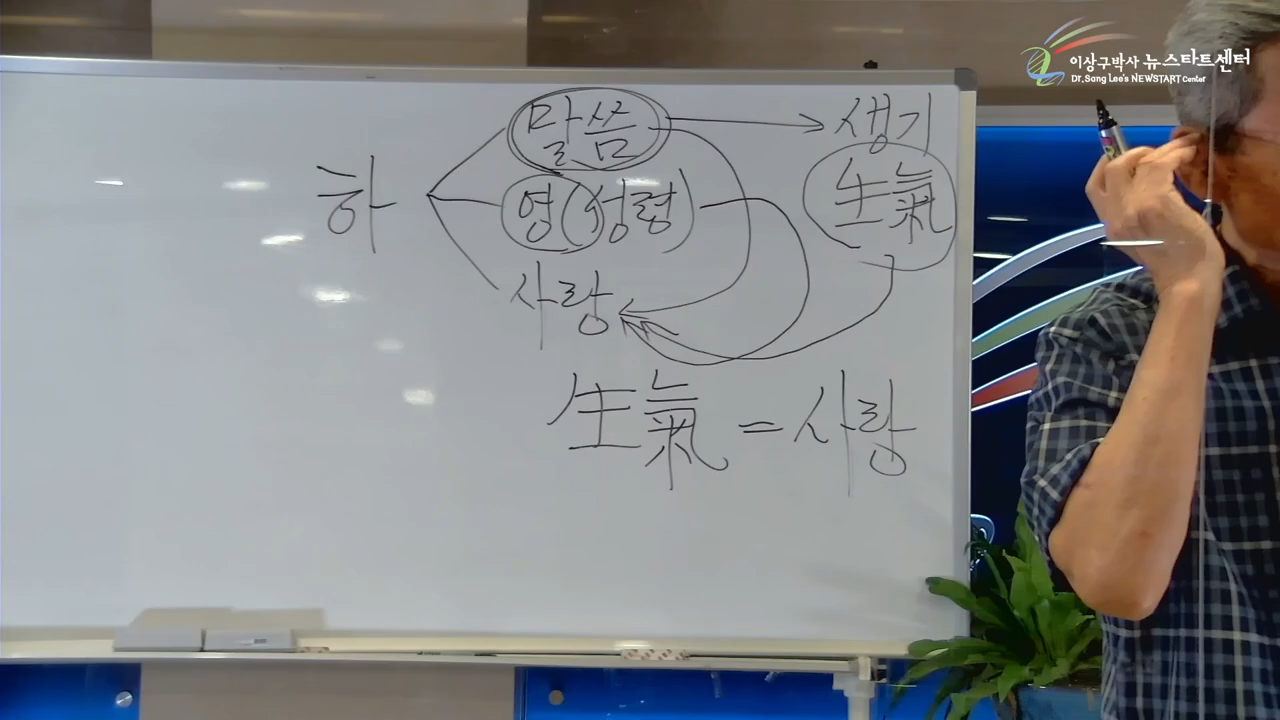 이상구박사 뉴스타트센터
Dr. Sang Lee's NEWSTART Center
말씀 생기
하 영(성령) 生氣
사랑
生氣 = 사랑